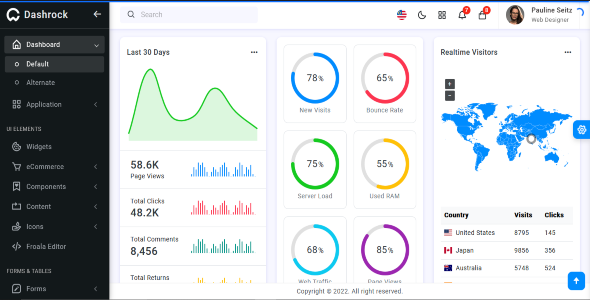 Dashrock
Search
7
8
Pauline Seitz
Web Designer
Dashboard
Default
Alternate
Application
UI ELEMENTS
Widgets
eCommerce
Components
Content
Icons
Froala Editor
FORMS & TABLES
Forms
Last 30 Days
58.6K
Page Views
Total Clicks
48.2K
Total Comments
8,456
Total Returns
78%
New Visits
65%
Bounce Rate
75%
Server Load
55%
Used RAM
68%
Web Traffic
85%
Page Views
Realtime Visitors
+
−
Country Visits Clicks
United States 8795 145
Japan 9856 356
Australia 5748 524
Copyright © 2022. All right reserved.